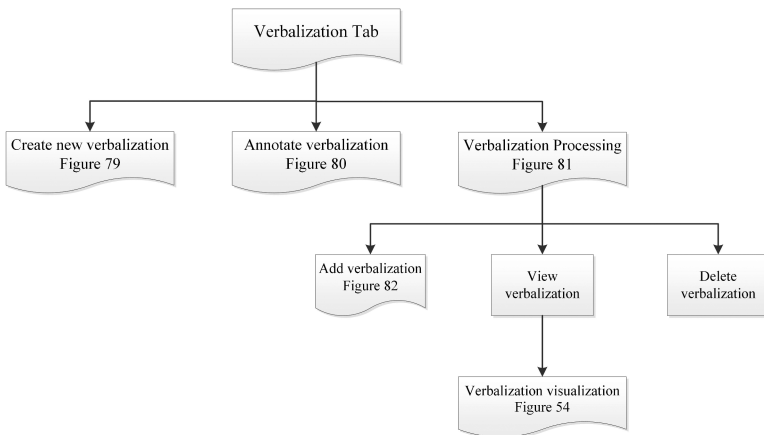 Verbalization Tab
Create new verbalization
Figure 79
Annotate verbalization
Figure 80
Verbalization Processing
Figure 81
Add verbalization
Figure 82
View
verbalization
Delete
verbalization
Verbalization visualization
Figure 54